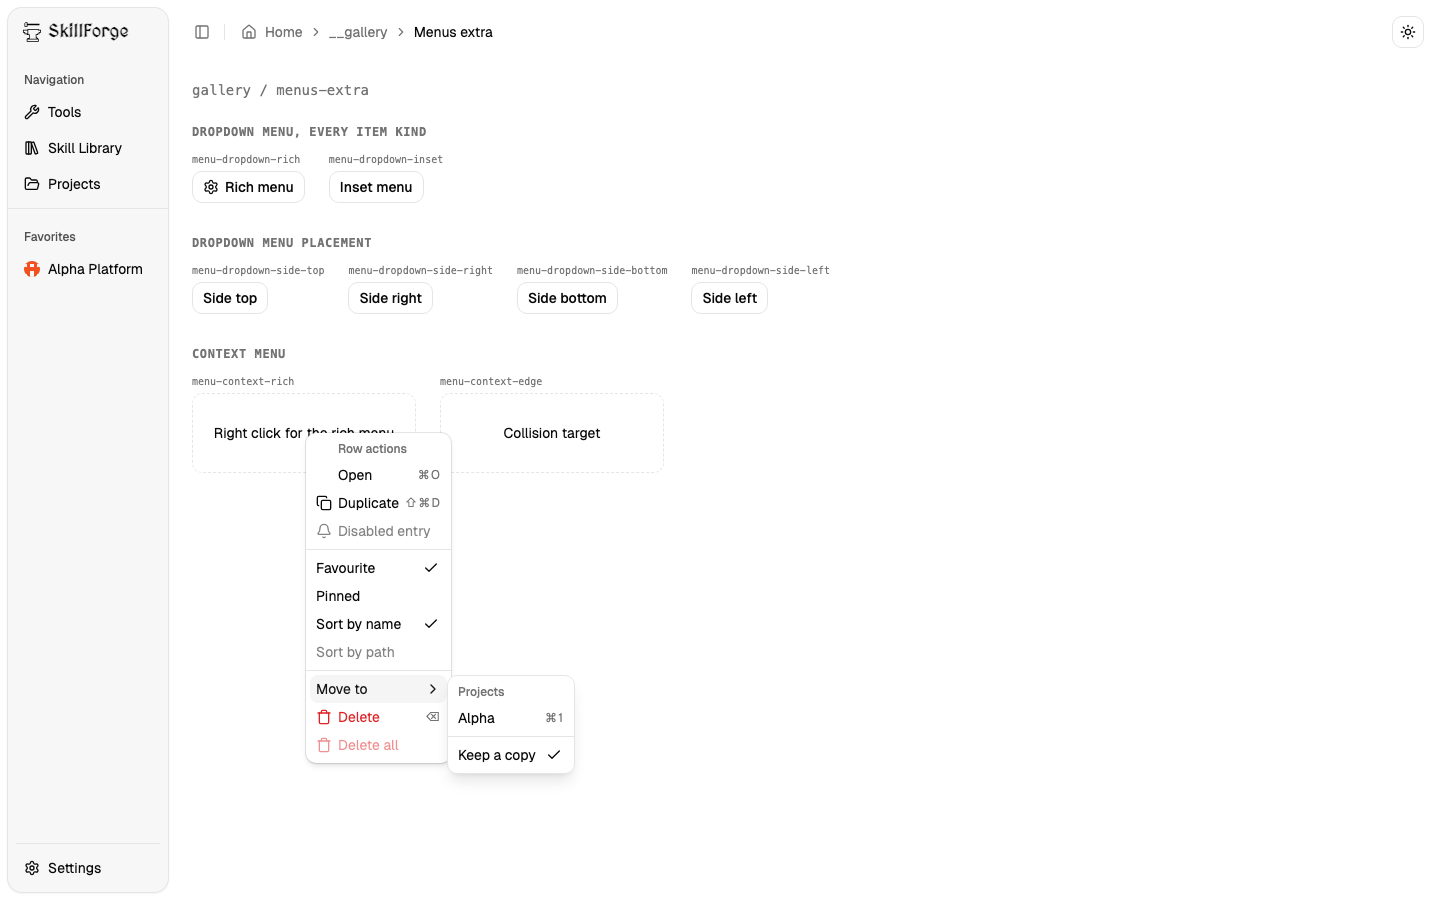 SkillForge
Navigation
Tools
Skill Library
Projects
Favorites
Alpha Platform
Settings
Home > __gallery > Menus extra
gallery / menus-extra
DROPDOWN MENU, EVERY ITEM KIND
menu-dropdown-rich menu-dropdown-inset
Rich menu Inset menu
DROPDOWN MENU PLACEMENT
menu-dropdown-side-top menu-dropdown-side-right menu-dropdown-side-bottom menu-dropdown-side-left
Side top Side right Side bottom Side left
CONTEXT MENU
menu-context-rich menu-context-edge
Right click for the rich menu Collision target
Row actions
Open ⌘O
Duplicate ⇧⌘D
Disabled entry
Favourite
Pinned
Sort by name
Sort by path
Move to
Delete ⌫
Delete all
Projects
Alpha ⌘1
Keep a copy